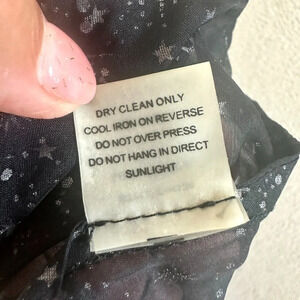 DRY CLEAN ONLY
COOL IRON ON REVERSE
DO NOT OVER PRESS
DO NOT HANG IN DIRECT
SUNLIGHT